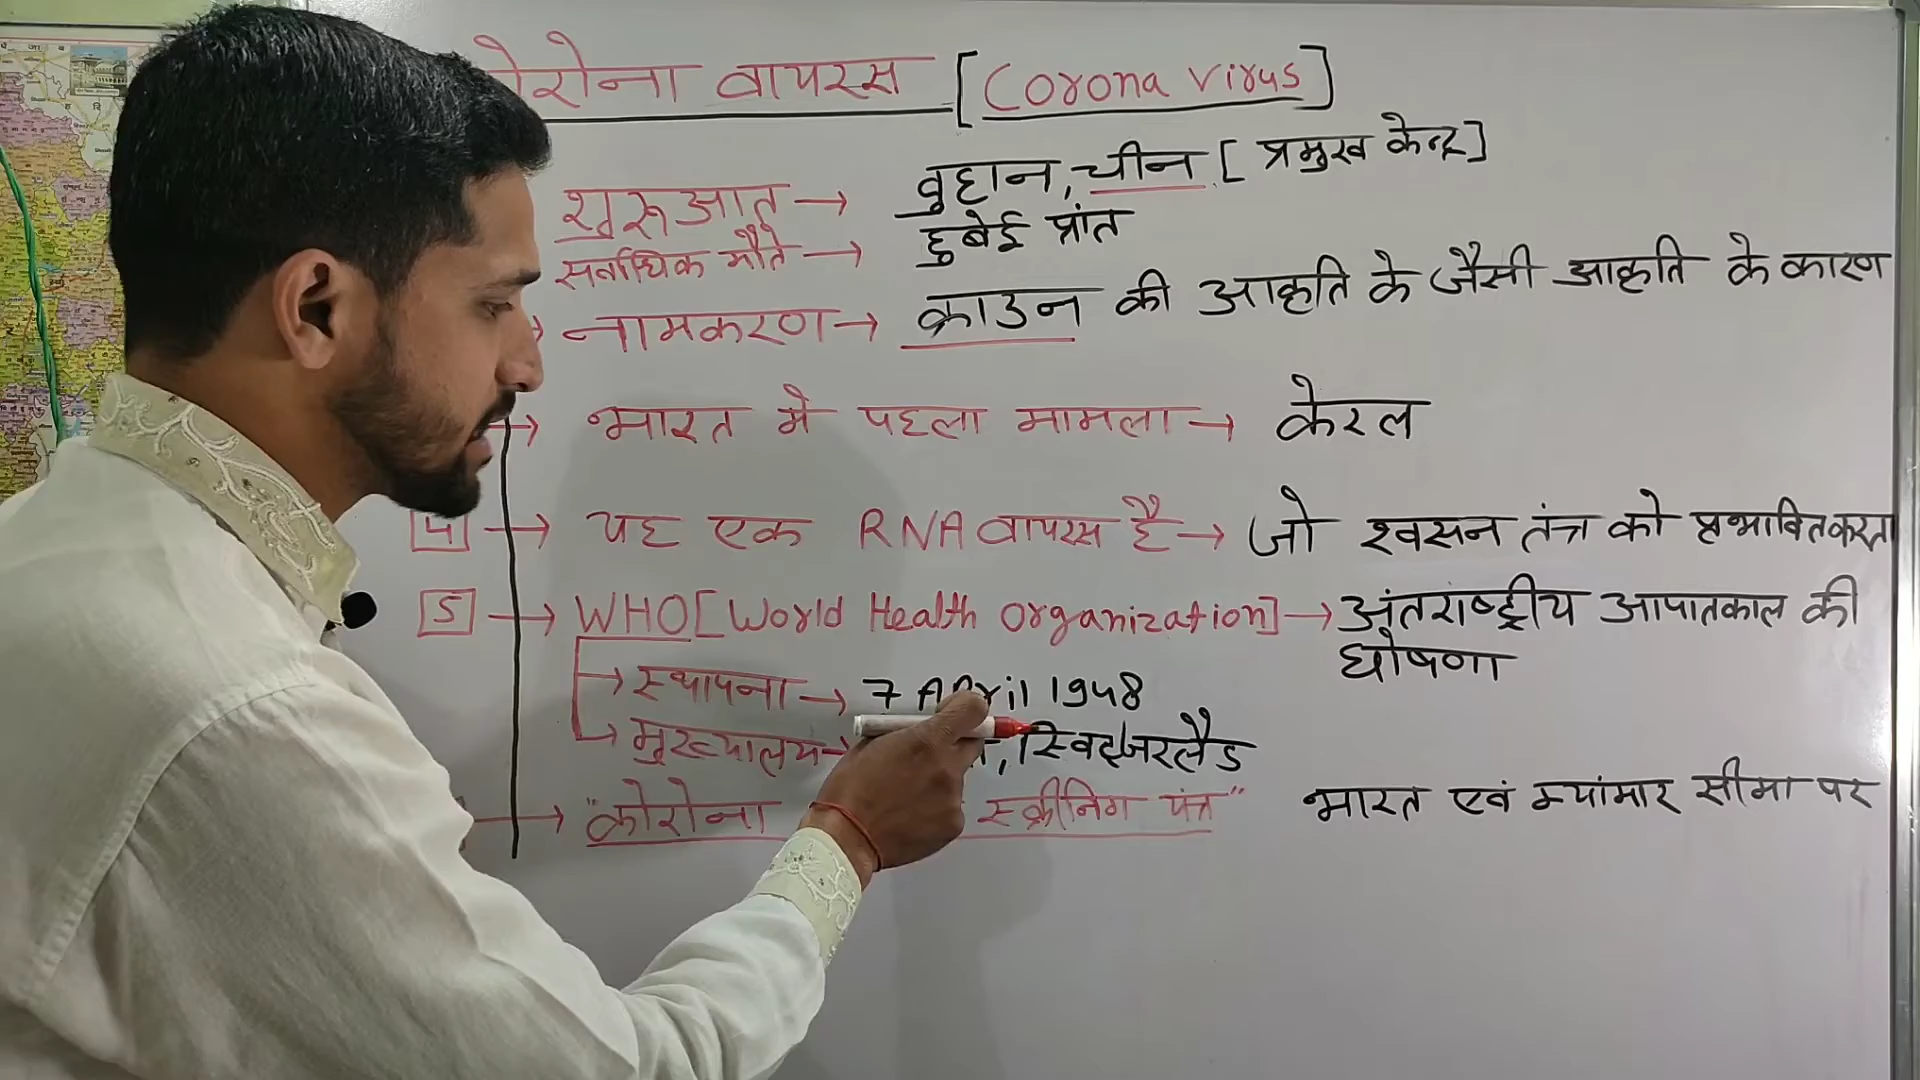 वायरस [Corona virus]
शुरूआत → वुहान, चीन [प्रमुख केन्द्र]
सर्वाधिक मौते → हुबेई प्रांत
नामकरण → क्राउन की आकृति के जैसी आकृति के कारण
→ भारत मे पहला मामला → केरल
4 → यह एक RNA वायरस है → जो श्वसन तंत्र को प्रभावित करता
5 → WHO [World Health Organization] → अंतराष्ट्रीय आपातकाल की
घोषणा
→ स्थापना → 7 April 1948
→ मुख्यालय → , स्विट्जरलैंड
→ "कोरोना स्क्रीनिग यंत्र" भारत एवं म्यांमार सीमा पर